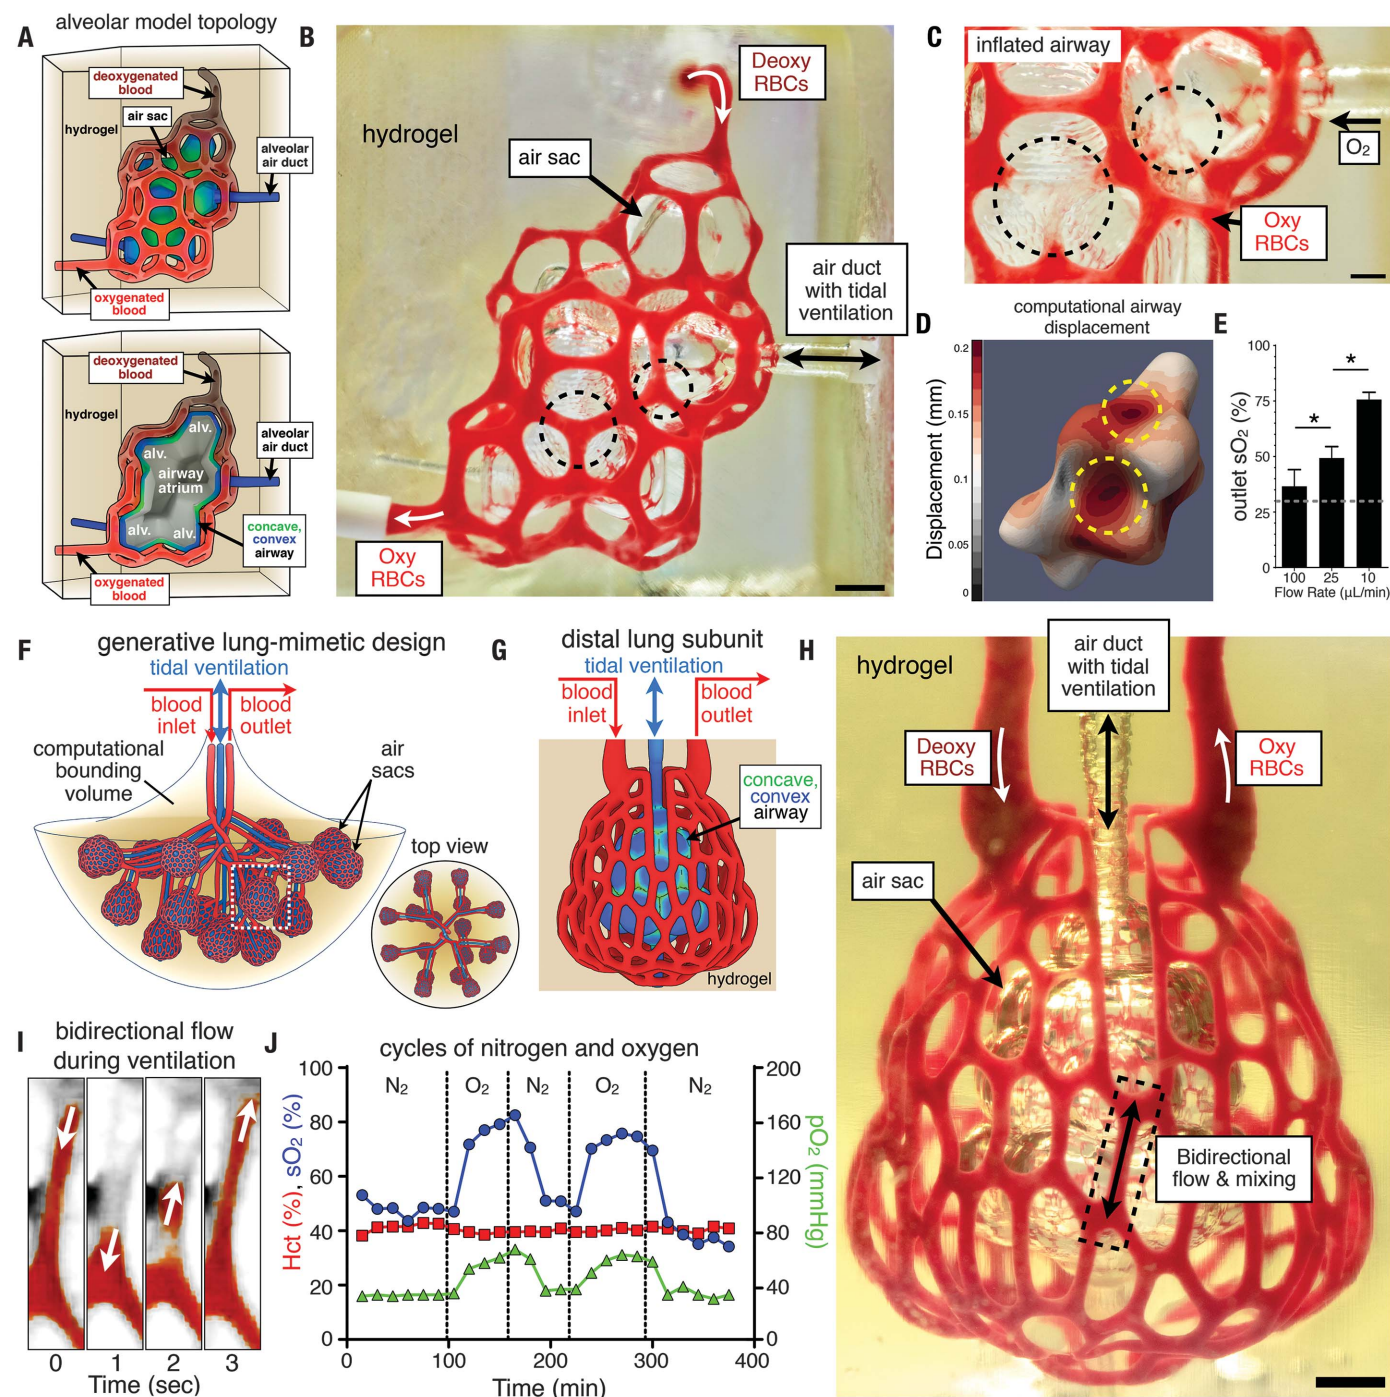 A
alveolar model topology
deoxygenated
blood
air sac
hydrogel
alveolar
air duct
oxygenated
blood
deoxygenated
blood
hydrogel
alv.
alv.
airway
atrium
alv.
alv.
alveolar
air duct
concave,
convex
airway
oxygenated
blood
B
hydrogel
Deoxy
RBCs
air sac
air duct
with tidal
ventilation
Oxy
RBCs
C
inflated airway
O2
Oxy
RBCs
D
computational airway
displacement
Displacement (mm)
0.2
0.15
0.1
0.05
0
E
outlet sO2 (%)
100
75
50
25
0
*
*
100 25 10
Flow Rate (µL/min)
F
generative lung-mimetic design
tidal ventilation
blood
inlet
blood
outlet
computational
bounding
volume
air
sacs
top view
G
distal lung subunit
tidal ventilation
blood
inlet
blood
outlet
concave,
convex
airway
hydrogel
H
hydrogel
air duct
with tidal
ventilation
Deoxy
RBCs
Oxy
RBCs
air sac
Bidirectional
flow & mixing
I
bidirectional flow
during ventilation
0 1 2 3
Time (sec)
J
cycles of nitrogen and oxygen
N2 O2 N2 O2 N2
Hct (%), sO2 (%)
100
80
60
40
20
0
pO2 (mmHg)
200
160
120
80
40
0
0 100 200 300 400
Time (min)